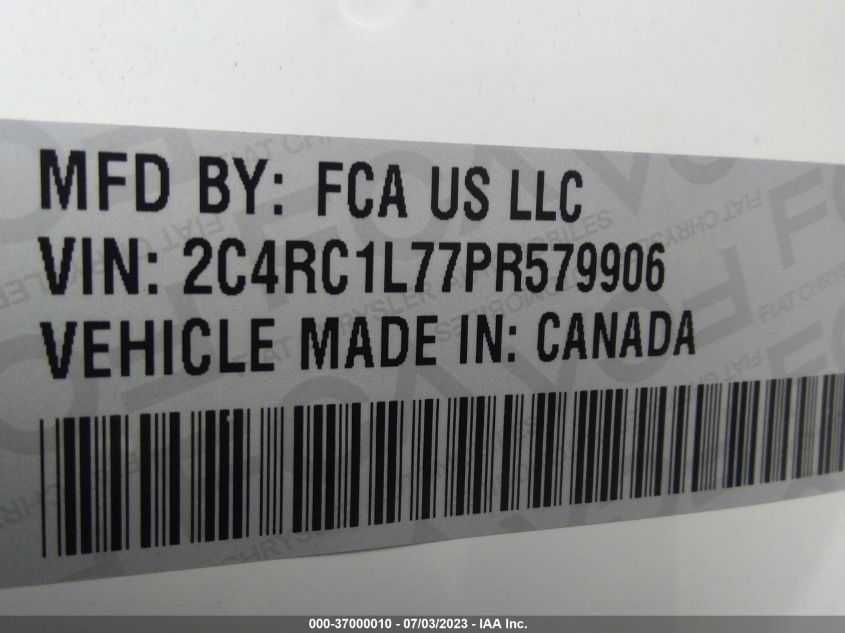 MFD BY: FCA US LLC
VIN: 2C4RC1L77PR579906
VEHICLE MADE IN: CANADA
000-37000010 - 07/03/2023 - IAA Inc.